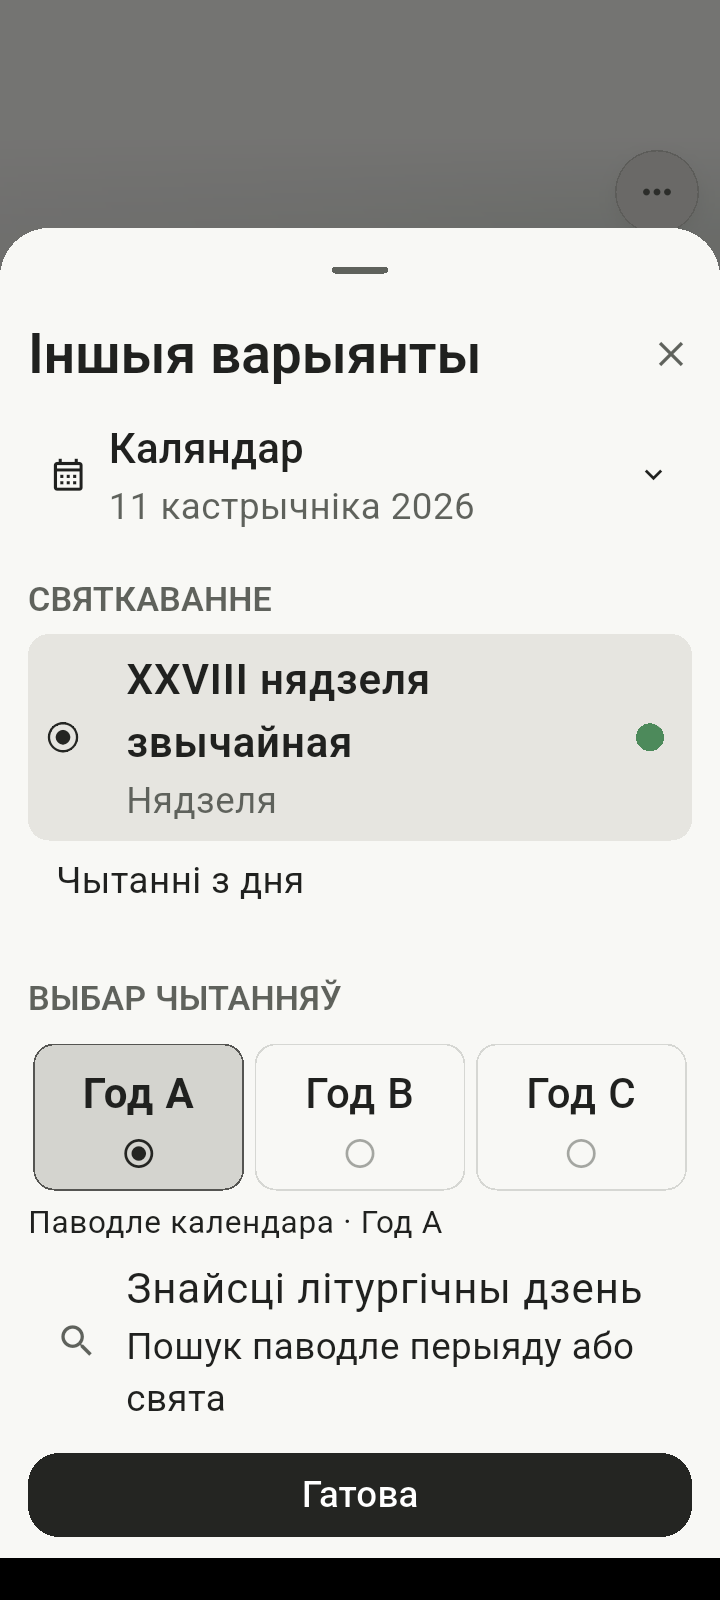 Іншыя варыянты
Каляндар
11 кастрычніка 2026
СВЯТКАВАННЕ
XXVIII нядзеля
звычайная
Нядзеля
Чытанні з дня
ВЫБАР ЧЫТАННЯЎ
Год A
Год B
Год C
Паводле календара · Год A
Знайсці літургічны дзень
Пошук паводле перыяду або
свята
Гатова